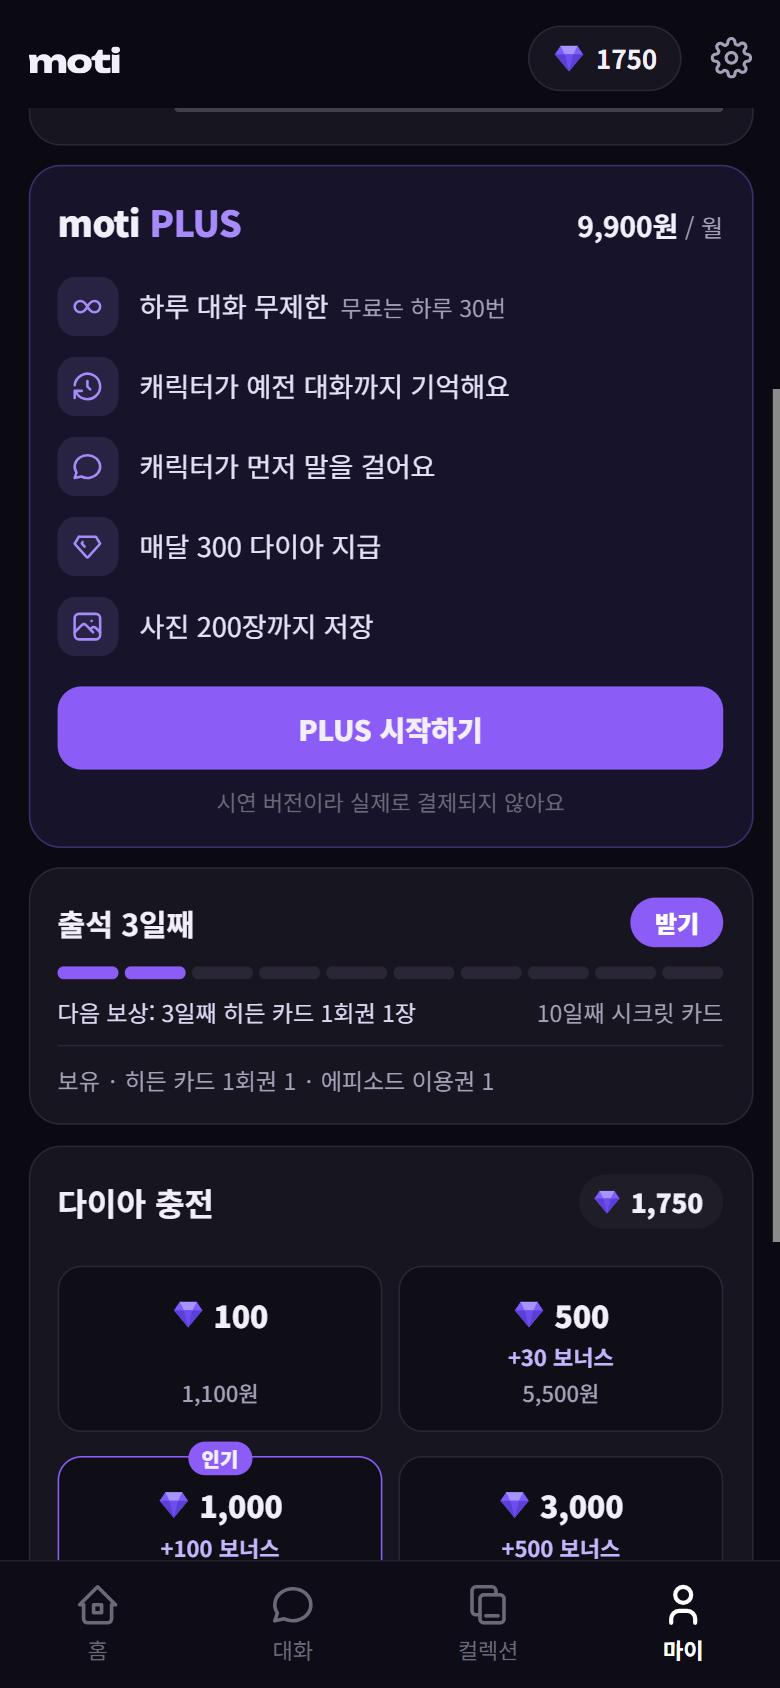 moti
1750
moti PLUS
9,900원 / 월
하루 대화 무제한 무료는 하루 30번
캐릭터가 예전 대화까지 기억해요
캐릭터가 먼저 말을 걸어요
매달 300 다이아 지급
사진 200장까지 저장
PLUS 시작하기
시연 버전이라 실제로 결제되지 않아요
출석 3일째
받기
다음 보상: 3일째 히든 카드 1회권 1장
10일째 시크릿 카드
보유 · 히든 카드 1회권 1 · 에피소드 이용권 1
다이아 충전
1,750
100
1,100원
500
+30 보너스
5,500원
인기
1,000
+100 보너스
3,000
+500 보너스
홈
대화
컬렉션
마이